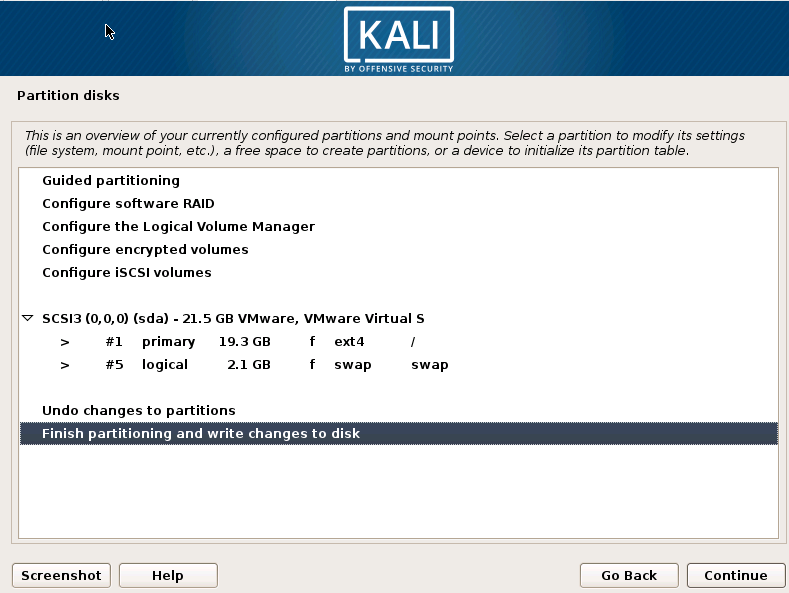 KALI
BY OFFENSIVE SECURITY
Partition disks
This is an overview of your currently configured partitions and mount points. Select a partition to modify its settings
(file system, mount point, etc.), a free space to create partitions, or a device to initialize its partition table.
Guided partitioning
Configure software RAID
Configure the Logical Volume Manager
Configure encrypted volumes
Configure iSCSI volumes
SCSI3 (0,0,0) (sda) - 21.5 GB VMware, VMware Virtual S
> #1 primary 19.3 GB f ext4 /
> #5 logical 2.1 GB f swap swap
Undo changes to partitions
Finish partitioning and write changes to disk
Screenshot Help Go Back Continue